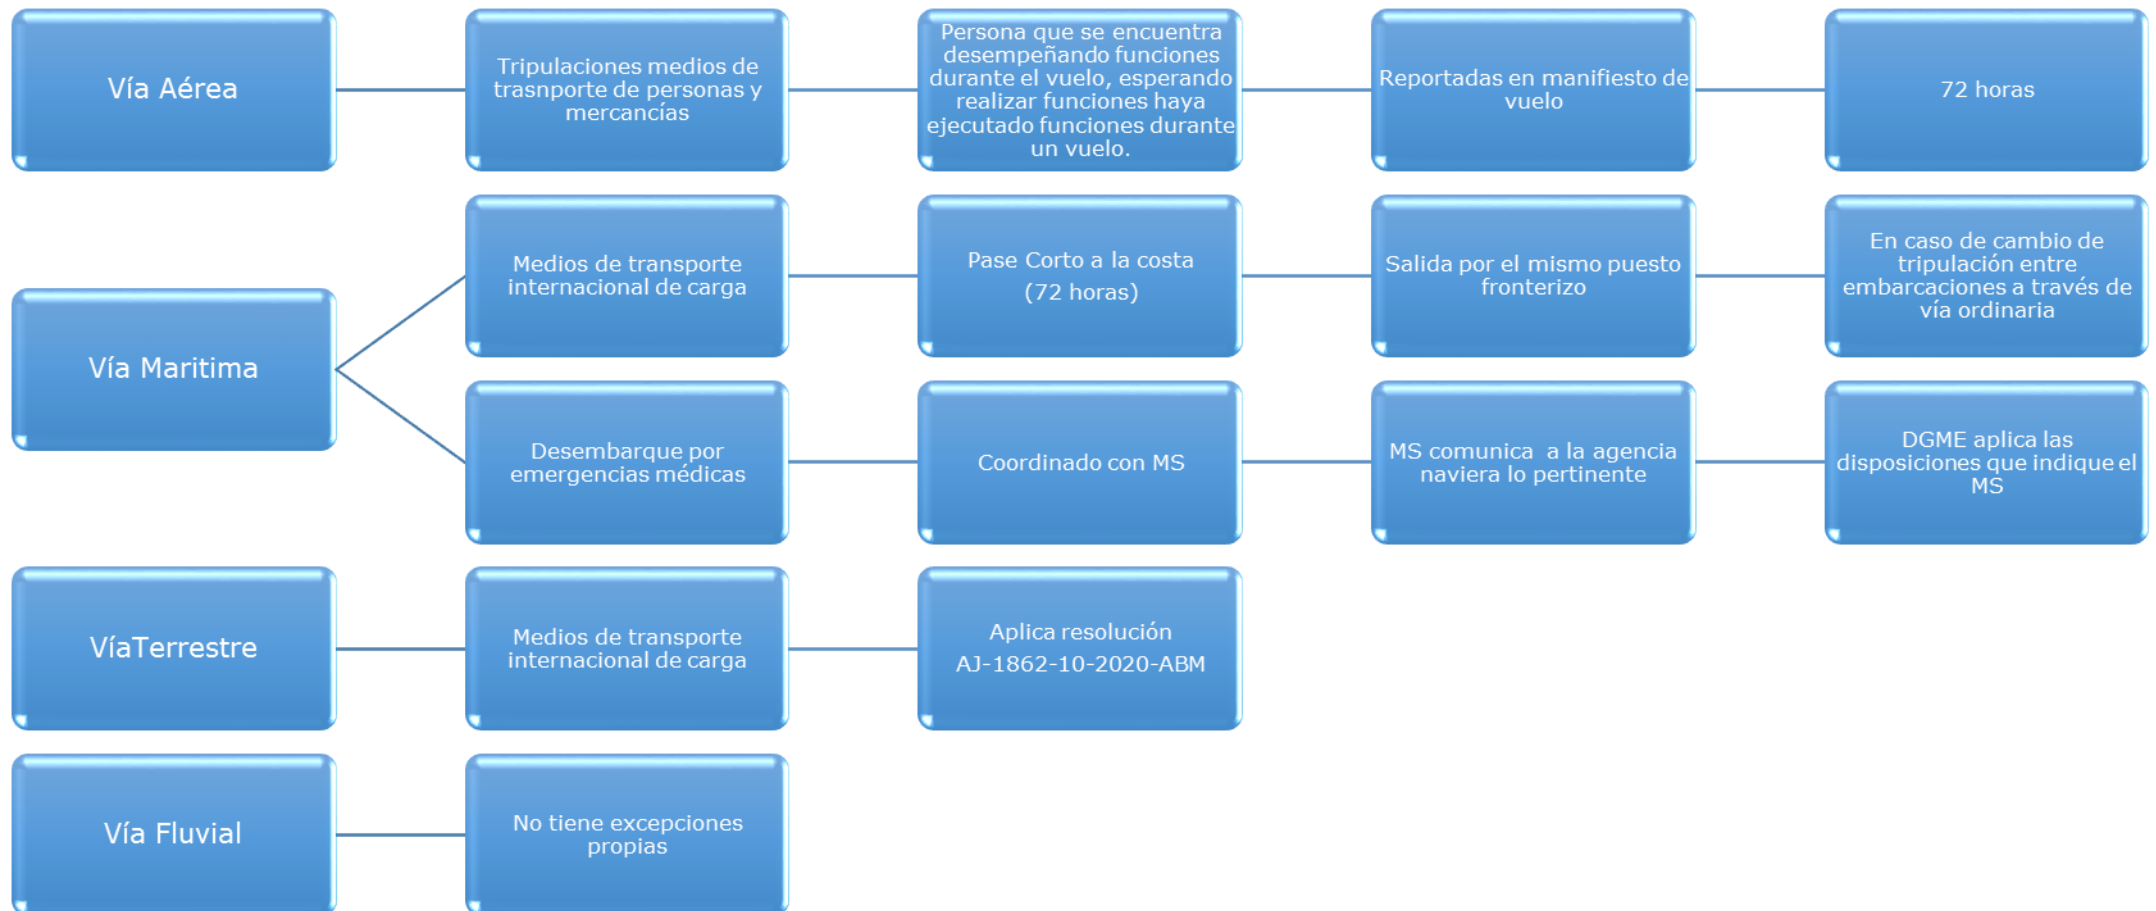 Vía Aérea
Tripulaciones medios de
trasnporte de personas y
mercancías
Persona que se encuentra
desempeñando funciones
durante el vuelo, esperando
realizar funciones haya
ejecutado funciones durante
un vuelo.
Reportadas en manifiesto de
vuelo
72 horas
Vía Maritima
Medios de transporte
internacional de carga
Pase Corto a la costa
(72 horas)
Salida por el mismo puesto
fronterizo
En caso de cambio de
tripulación entre
embarcaciones a través de
vía ordinaria
Desembarque por
emergencias médicas
Coordinado con MS
MS comunica a la agencia
naviera lo pertinente
DGME aplica las
disposiciones que indique el
MS
VíaTerrestre
Medios de transporte
internacional de carga
Aplica resolución
AJ-1862-10-2020-ABM
Vía Fluvial
No tiene excepciones
propias